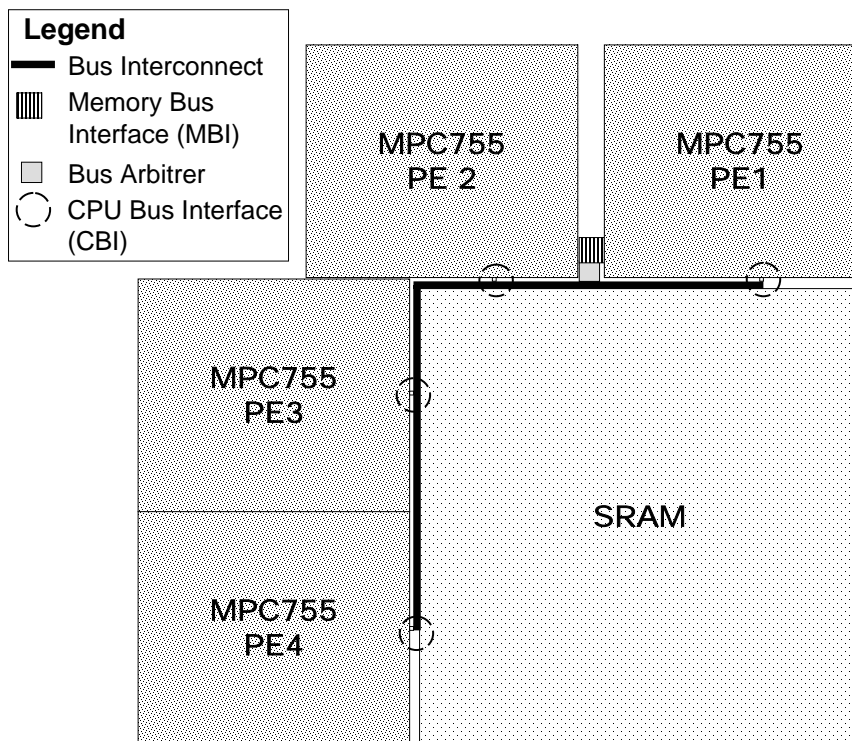 Legend
Bus Interconnect
Memory Bus
Interface (MBI)
Bus Arbitrer
CPU Bus Interface
(CBI)
MPC755
PE 2
MPC755
PE1
MPC755
PE3
SRAM
MPC755
PE4